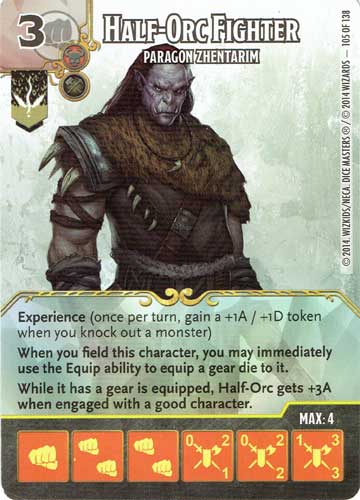 3
HALF-ORC FIGHTER
PARAGON ZHENTARIM
© 2014 WIZKIDS/NECA. DICE MASTERS ® / © 2014 WIZARDS — 105 OF 138
Experience (once per turn, gain a +1A / +1D token
when you knock out a monster)
When you field this character, you may immediately
use the Equip ability to equip a gear die to it.
While it has a gear is equipped, Half-Orc gets +3A
when engaged with a good character.
MAX: 4
0 2 1
0 2 2
1 3 3